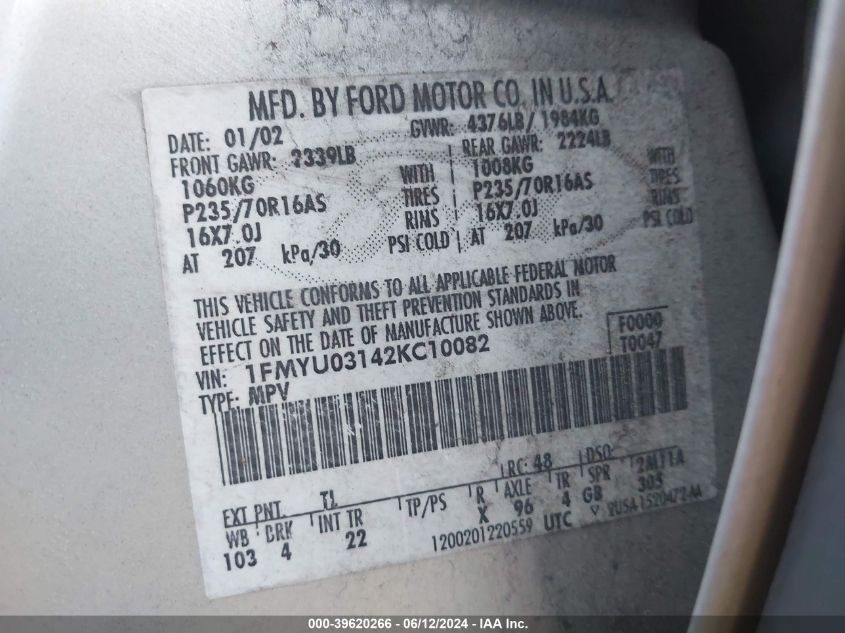 MFD. BY FORD MOTOR CO. IN U.S.A.
DATE: 01/02 GVWR: 4376LB/ 1984KG
FRONT GAWR: 2339LB REAR GAWR: 2224LB
1060KG WITH 1008KG WITH
P235/70R16AS TIRES P235/70R16AS TIRES
16X7.0J RIMS 16X7.0J RIMS
AT 207 kPa/30 PSI COLD AT 207 kPa/30 PSI COLD
THIS VEHICLE CONFORMS TO ALL APPLICABLE FEDERAL MOTOR
VEHICLE SAFETY AND THEFT PREVENTION STANDARDS IN
EFFECT ON THE DATE OF MANUFACTURE SHOWN ABOVE.
VIN: 1FMYU03142KC10082 F0000
TYPE: MPV T0047
EXT PNT: TL RC: 48 DSO:
WB BRK INT TR TP/PS R AXLE TR SPR 2M11A
103 4 22 X 96 4 GB 305
1200201220559 UTC
000-39620266 - 06/12/2024 - IAA Inc.